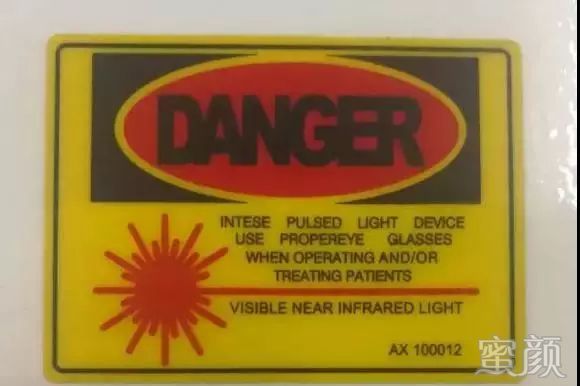 DANGER
INTESE PULSED LIGHT DEVICE
USE PROPEREYE GLASSES
WHEN OPERATING AND/OR
TREATING PATIENTS
VISIBLE NEAR INFRARED LIGHT
AX 100012
蜜颜